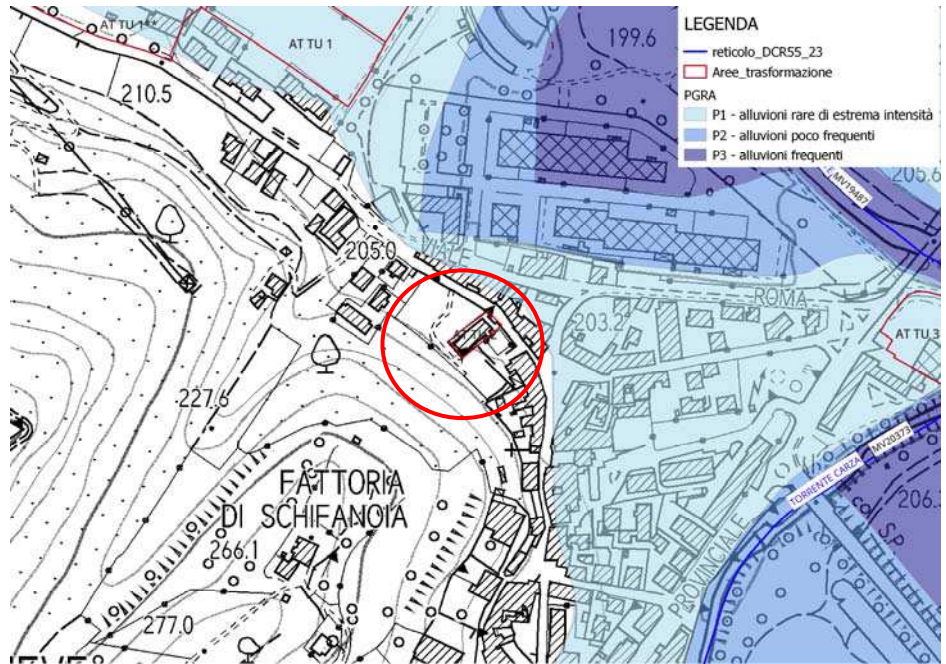 AT TU 1**
AT TU 1
199.6
LEGENDA
reticolo_DCR55_23
Aree_trasformazione
PGRA
P1 - alluvioni rare di estrema intensità
P2 - alluvioni poco frequenti
P3 - alluvioni frequenti
210.5
205.6
MV19487
205.0
ROMA
203.2
AT TU 3
227.6
MV20373
TORRENTE CARZA
FATTORIA
DI SCHIFANOIA
206.
S.P.
266.1
PROVINCIALE
277.0